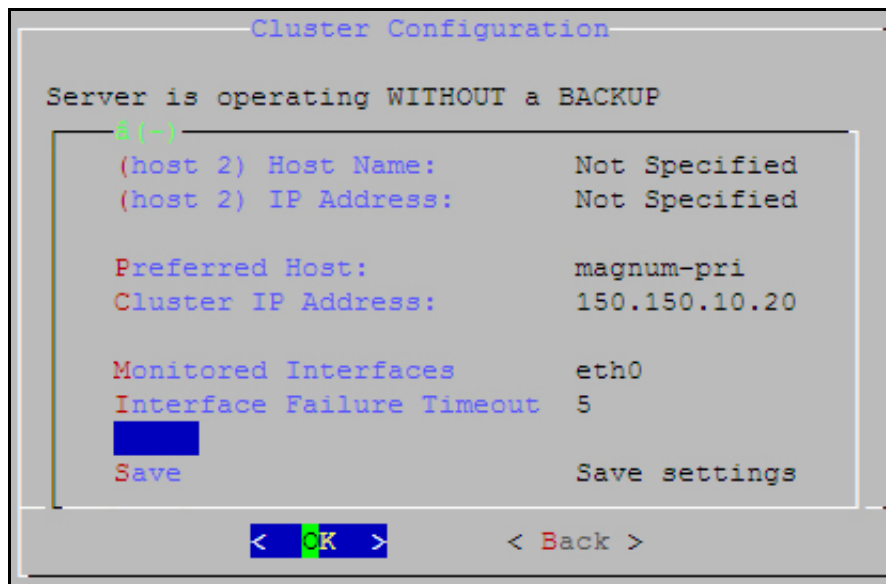 Cluster Configuration
Server is operating WITHOUT a BACKUP
â(-)
(host 2) Host Name: Not Specified
(host 2) IP Address: Not Specified
Preferred Host: magnum-pri
Cluster IP Address: 150.150.10.20
Monitored Interfaces eth0
Interface Failure Timeout 5
Save Save settings
< OK > < Back >